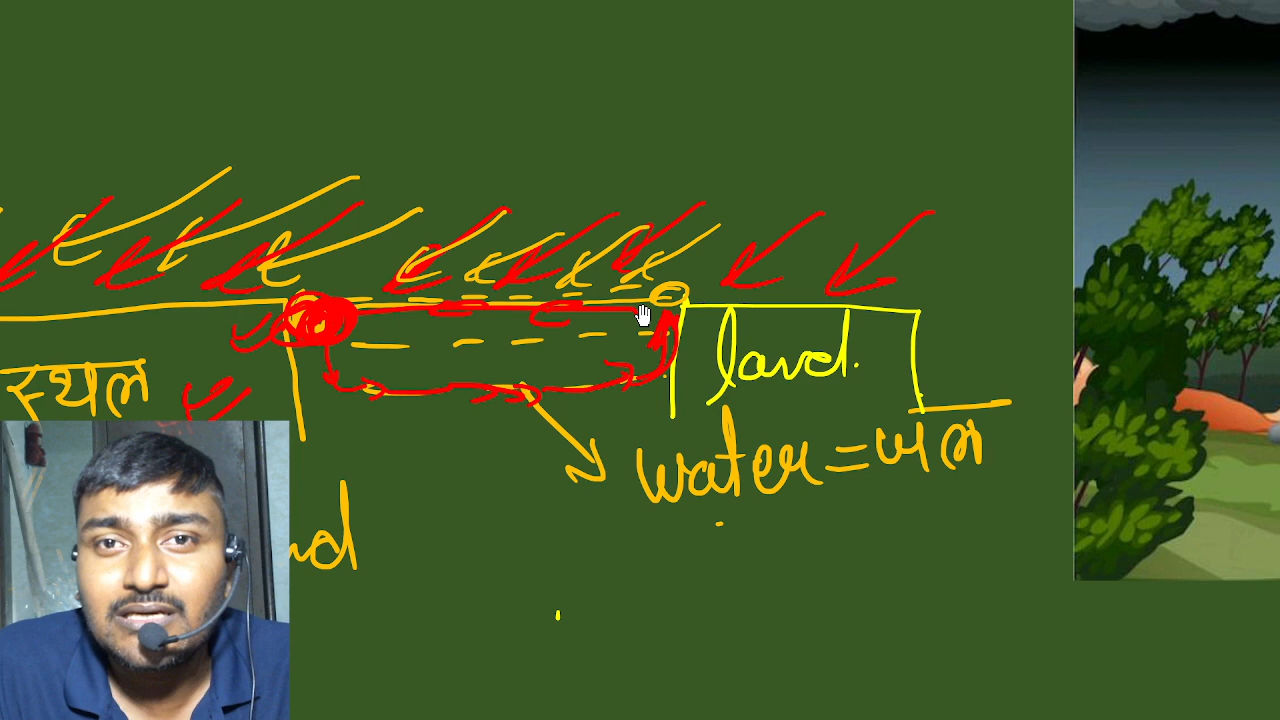 स्थल
land.
water = जल